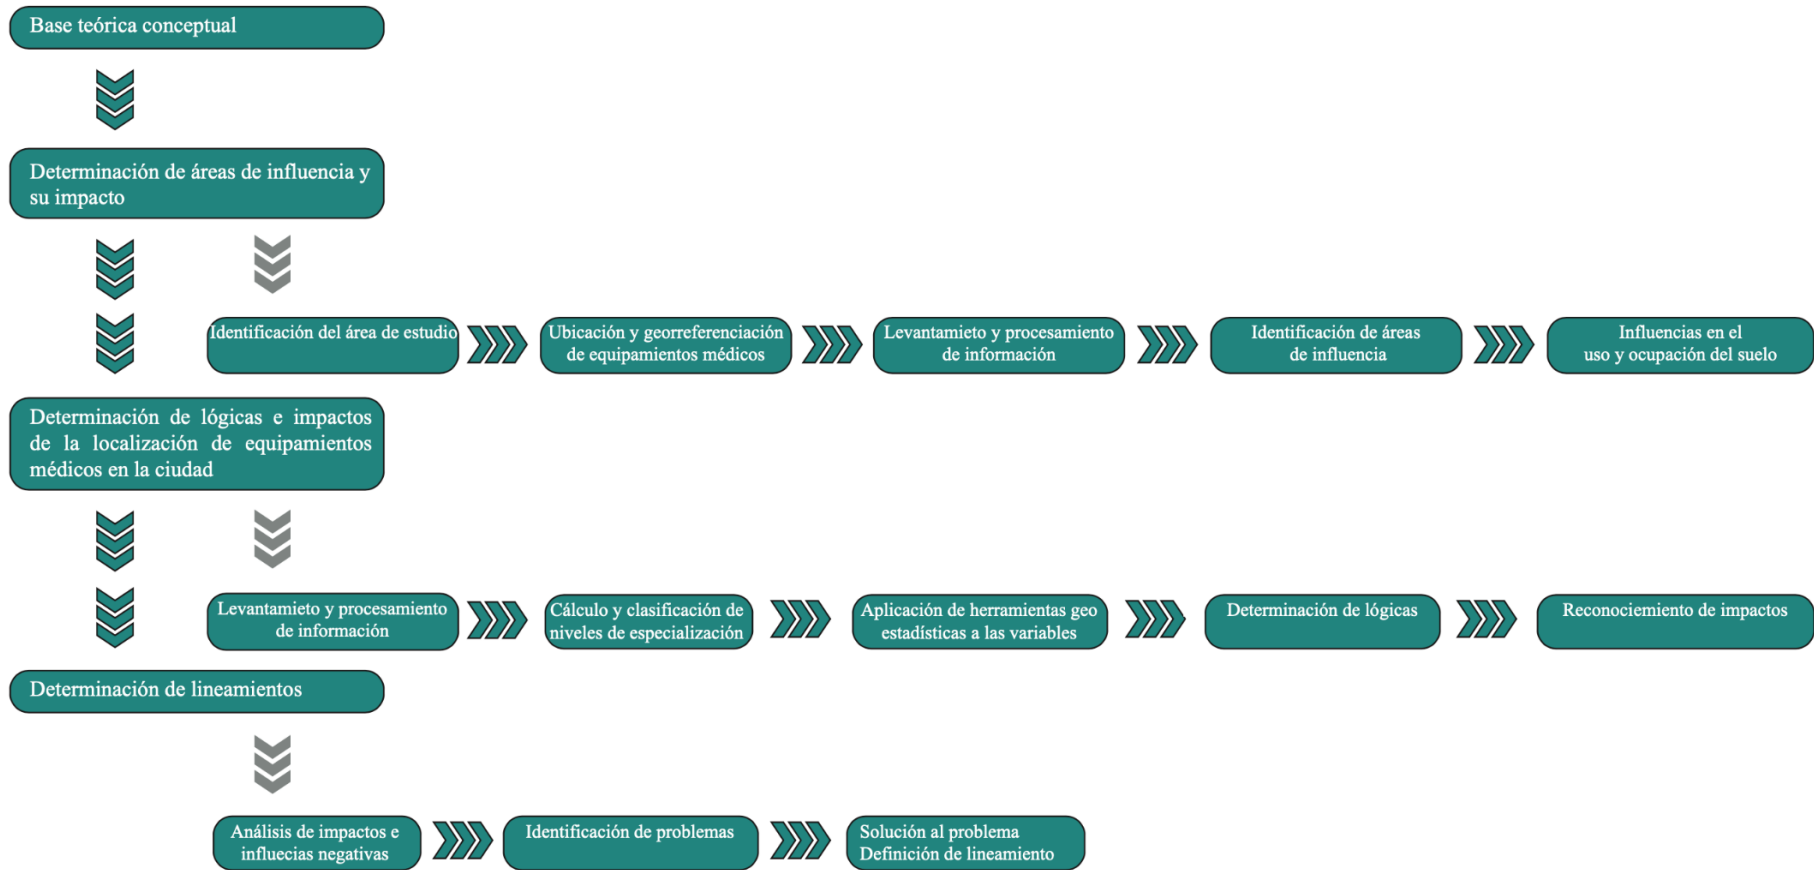 Base teórica conceptual
Determinación de áreas de influencia y
su impacto
Identificación del área de estudio
Ubicación y georreferenciación
de equipamientos médicos
Levantamieto y procesamiento
de información
Identificación de áreas
de influencia
Influencias en el
uso y ocupación del suelo
Determinación de lógicas e impactos
de la localización de equipamientos
médicos en la ciudad
Levantamieto y procesamiento
de información
Cálculo y clasificación de
niveles de especialización
Aplicación de herramientas geo
estadísticas a las variables
Determinación de lógicas
Reconociemiento de impactos
Determinación de lineamientos
Análisis de impactos e
influecias negativas
Identificación de problemas
Solución al problema
Definición de lineamiento